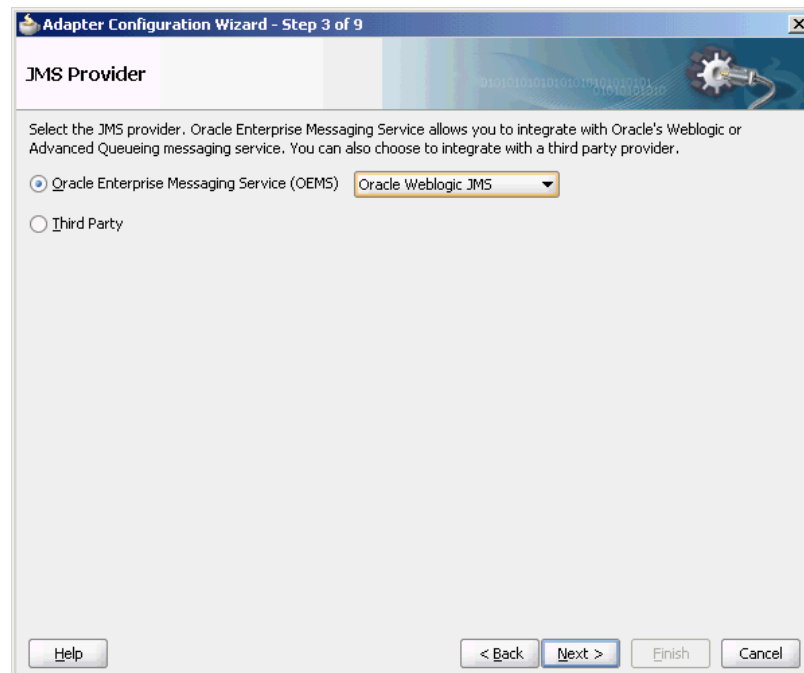 Adapter Configuration Wizard - Step 3 of 9
JMS Provider
Select the JMS provider. Oracle Enterprise Messaging Service allows you to integrate with Oracle's Weblogic or
Advanced Queueing messaging service. You can also choose to integrate with a third party provider.
Oracle Enterprise Messaging Service (OEMS) Oracle Weblogic JMS
Third Party
Help < Back Next > Finish Cancel